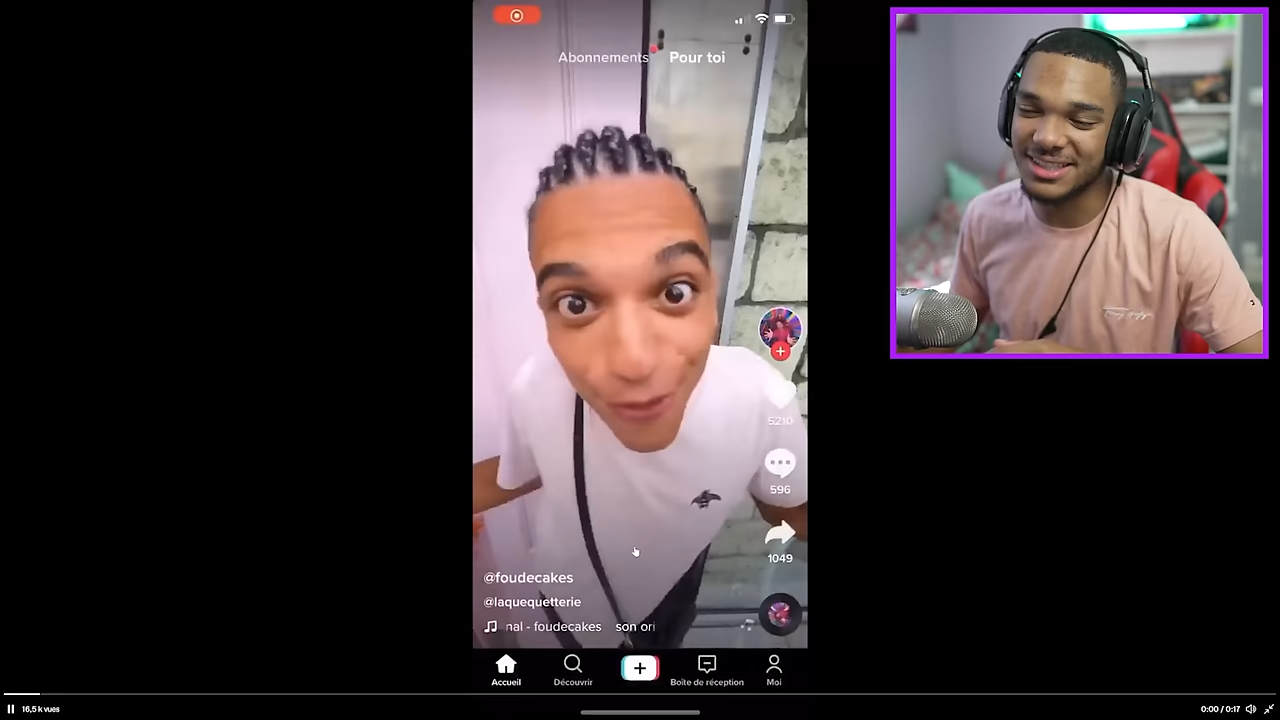 Abonnements Pour toi
5210
596
1049
@foudecakes
@laquequetterie
nal - foudecakes son ori
Accueil Découvrir Boîte de réception Moi
16,5 k vues 0:00 / 0:17